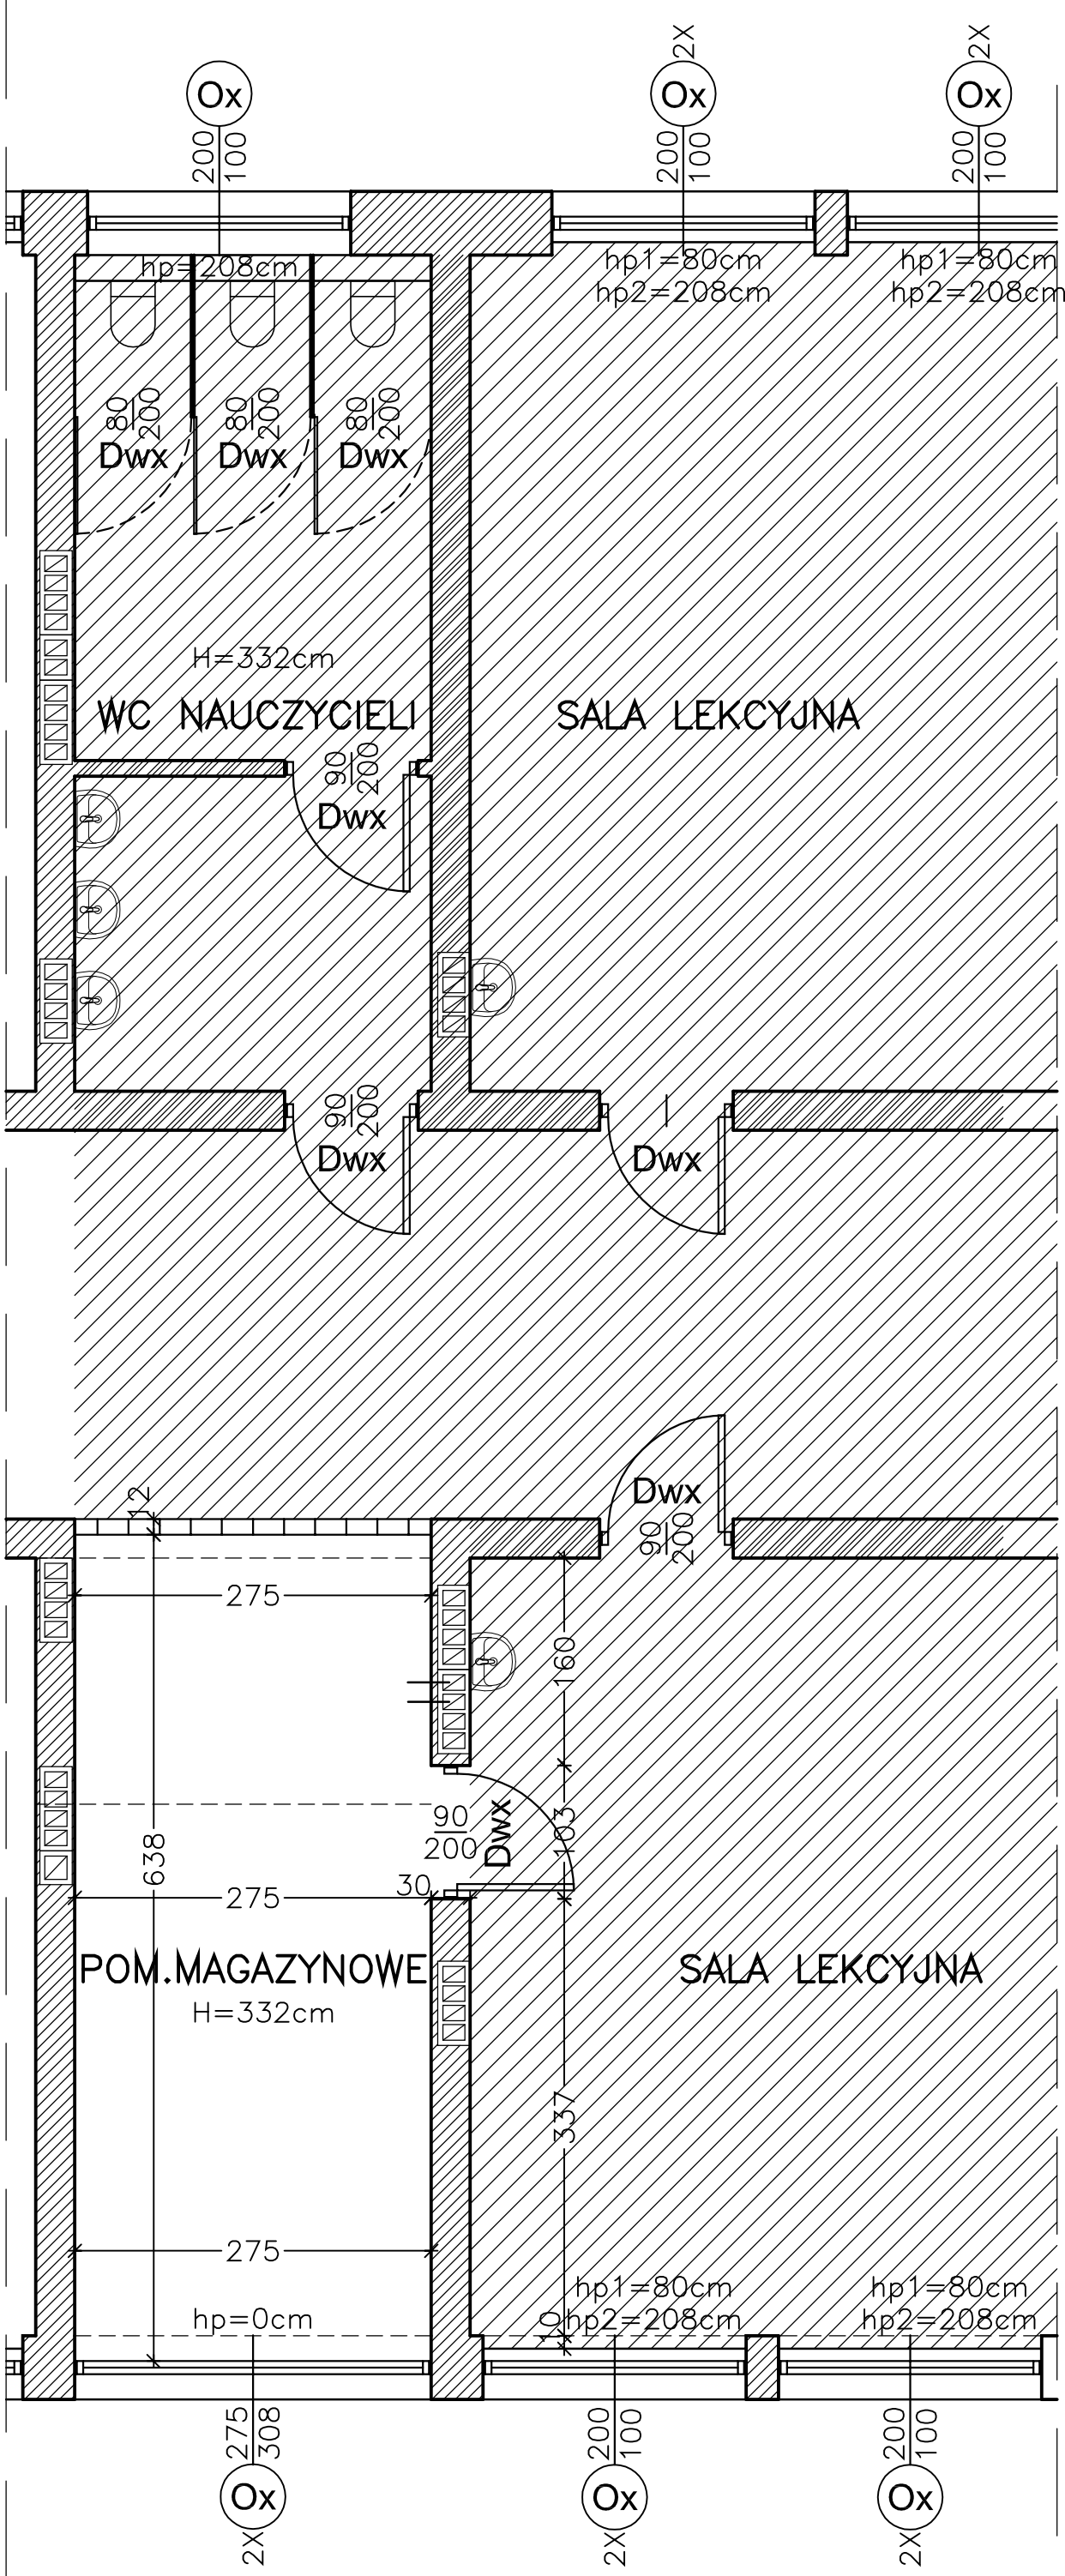 2X
2X
Ox
Ox
Ox
200
100
200
100
200
100
hp=208cm
hp1=80cm
hp2=208cm
hp1=80cm
hp2=208cm
80
200
Dwx
80
200
Dwx
80
200
Dwx
H=332cm
WC NAUCZYCIELI
SALA LEKCYJNA
90
200
Dwx
90
200
Dwx
Dwx
Dwx
90
200
12
275
160
638
90
200
Dwx
103
275
30
POM.MAGAZYNOWE
H=332cm
SALA LEKCYJNA
337
275
hp=0cm
hp1=80cm
hp2=208cm
hp1=80cm
hp2=208cm
10
275
308
200
100
200
100
Ox
Ox
Ox
2X
2X
2X